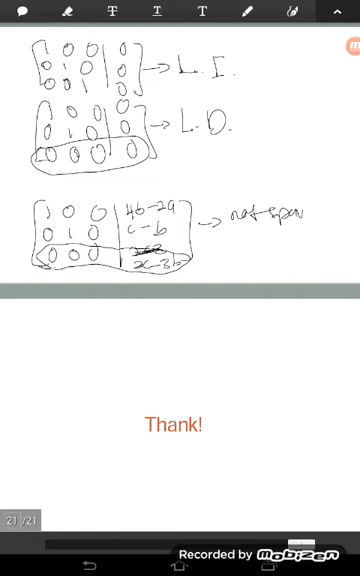 1 0 0 | 0
0 1 0 | 0 → L. I.
0 0 1 | 0
1 0 0 | 0
0 1 0 | 0 → L. D.
0 0 0 | 0
1 0 0 | 4b-2a
0 1 0 | c-b → not span
0 0 0 | 2c-3b
Thank!
21/21
Recorded by Mobizen